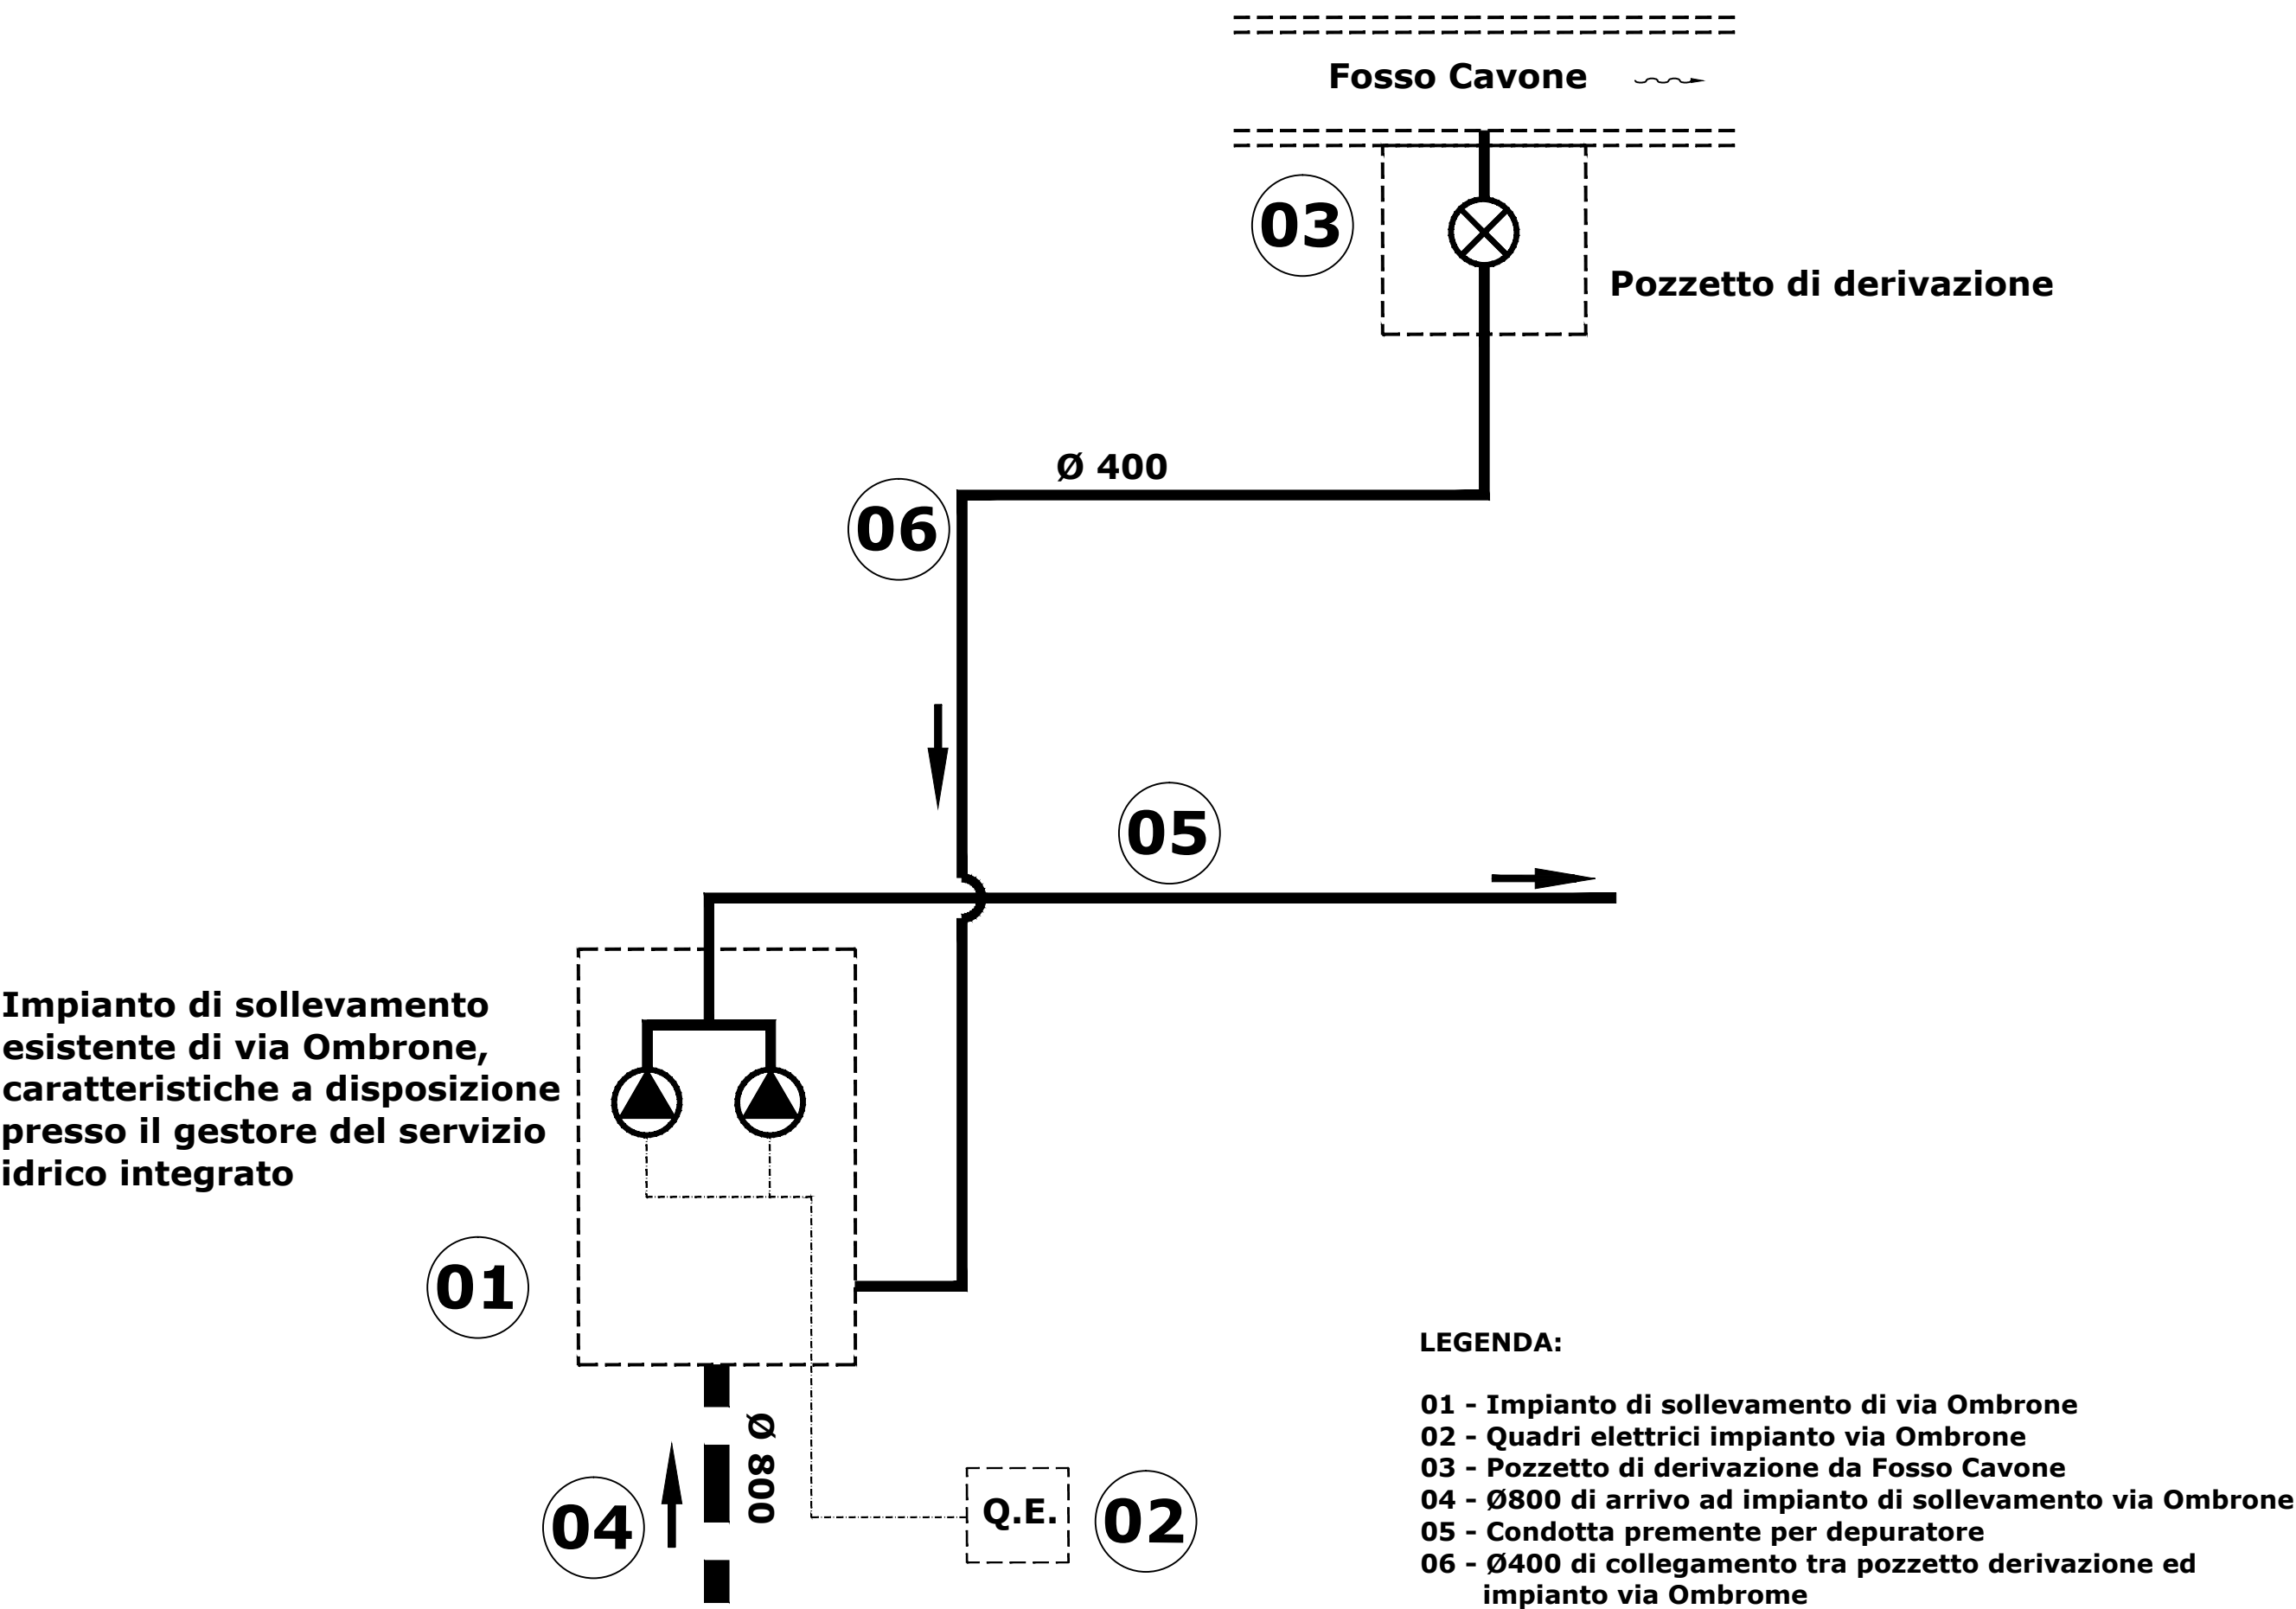 Fosso Cavone
03
Pozzetto di derivazione
Ø 400
06
05
Impianto di sollevamento
esistente di via Ombrone,
caratteristiche a disposizione
presso il gestore del servizio
idrico integrato
01
Ø 800
04
Q.E.
02
LEGENDA:
01 - Impianto di sollevamento di via Ombrone
02 - Quadri elettrici impianto via Ombrone
03 - Pozzetto di derivazione da Fosso Cavone
04 - Ø800 di arrivo ad impianto di sollevamento via Ombrone
05 - Condotta premente per depuratore
06 - Ø400 di collegamento tra pozzetto derivazione ed
impianto via Ombrome